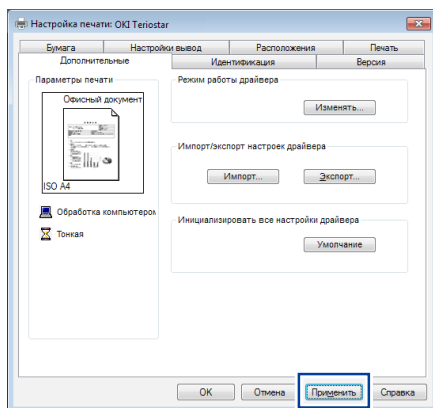 Настройка печати: OKI Teriostar
Бумага Настройки вывод Расположения Печать
Дополнительные Идентификация Версия
Параметры печати
Офисный документ
ISO A4
Обработка компьютером
Тонкая
Режим работы драйвера
Изменять...
Импорт/экспорт настроек драйвера
Импорт... Экспорт...
Инициализировать все настройки драйвера
Умолчание
OK Отмена Применить Справка